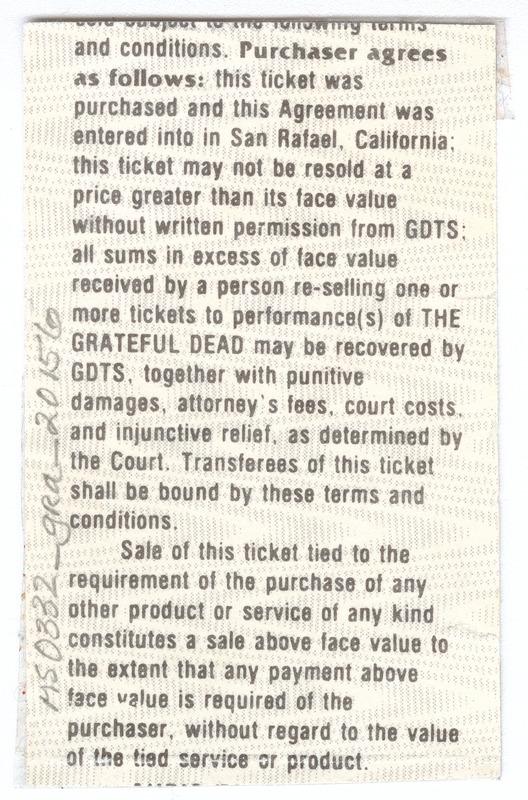 sold subject to the following terms
and conditions. Purchaser agrees
as follows: this ticket was
purchased and this Agreement was
entered into in San Rafael, California;
this ticket may not be resold at a
price greater than its face value
without written permission from GDTS;
all sums in excess of face value
received by a person re-selling one or
more tickets to performance(s) of THE
GRATEFUL DEAD may be recovered by
GDTS, together with punitive
damages, attorney's fees, court costs,
and injunctive relief, as determined by
the Court. Transferees of this ticket
shall be bound by these terms and
conditions.
Sale of this ticket tied to the
requirement of the purchase of any
other product or service of any kind
constitutes a sale above face value to
the extent that any payment above
face value is required of the
purchaser, without regard to the value
of the tied service or product.
MS0332_gra_20156